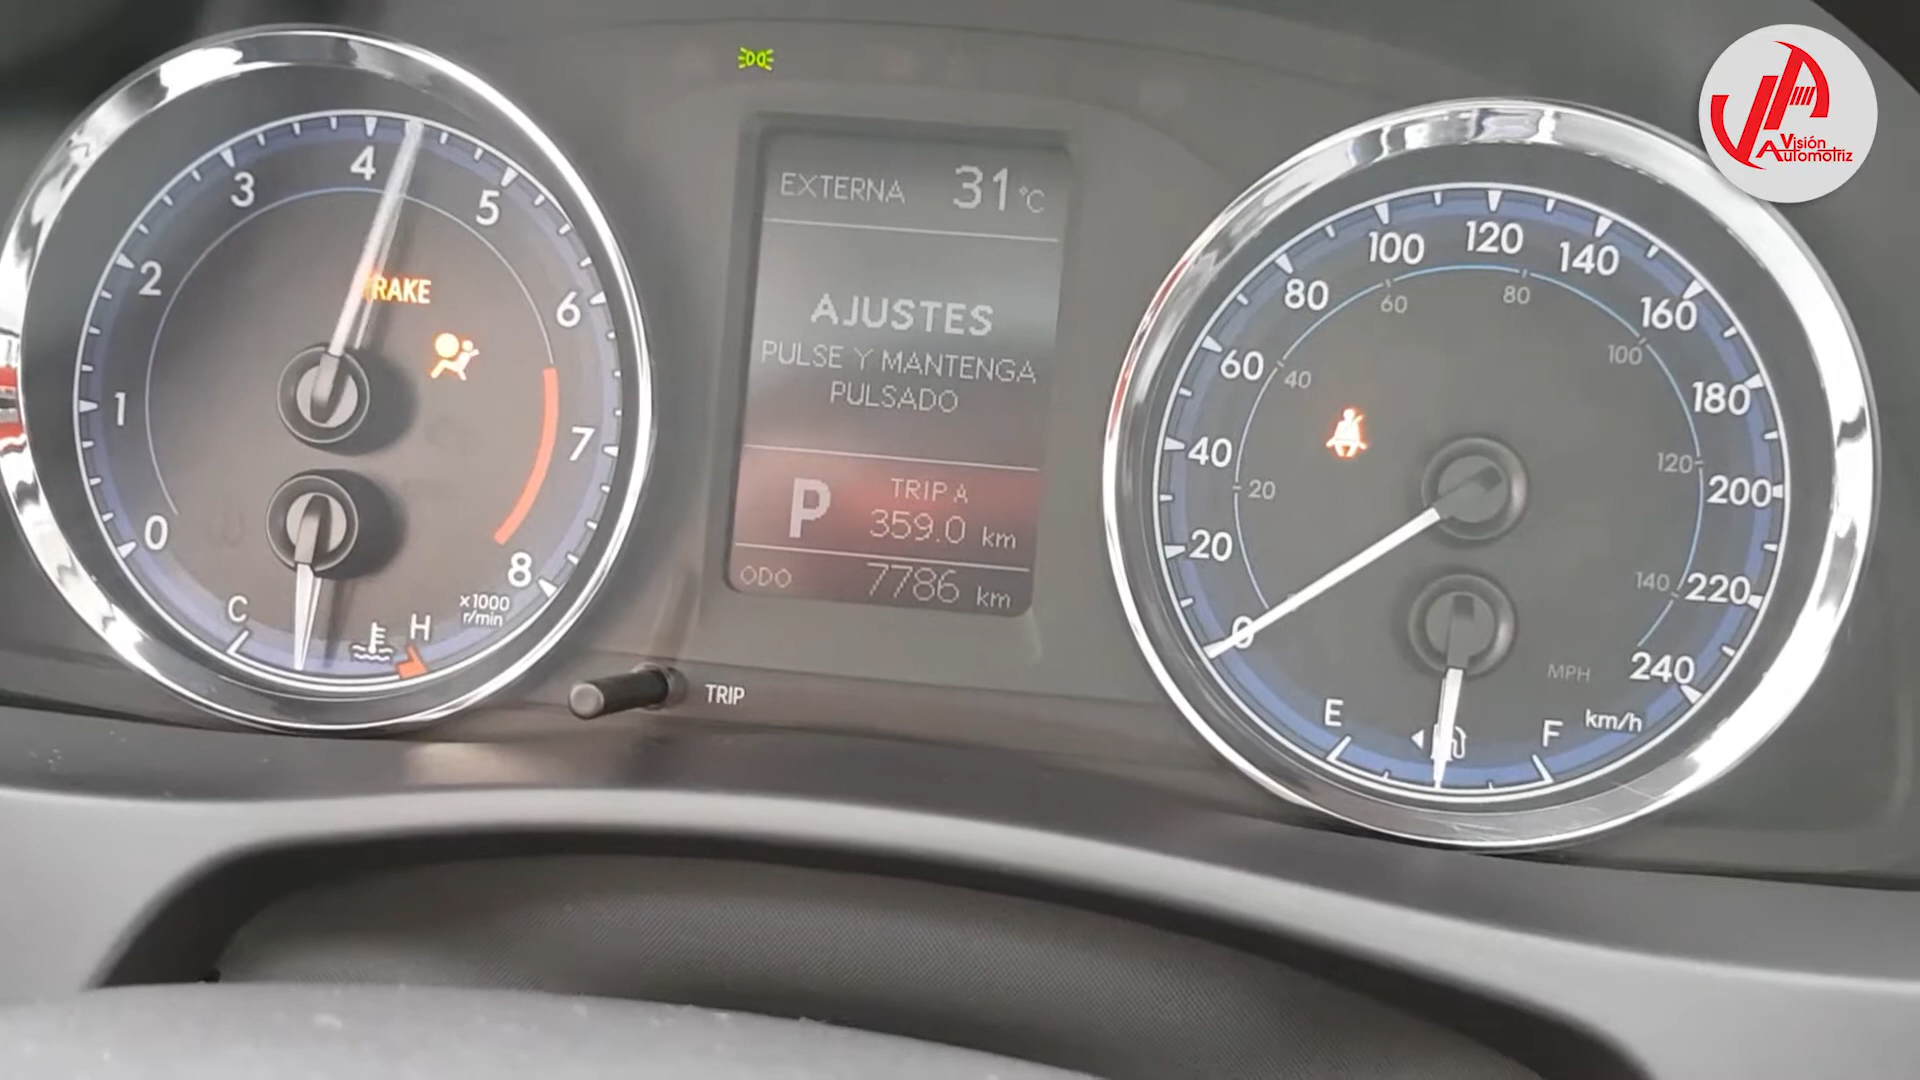 Visión
Automotriz
4
3
5
2
BRAKE
6
1
7
0
8
x1000
r/min
C
H
EXTERNA 31°C
AJUSTES
PULSE Y MANTENGA
PULSADO
P
TRIP A
359.0 km
ODO 7786 km
TRIP
0
20
40
60
80
100
120
140
160
180
200
220
240
km/h
20
40
60
80
100
120
140
MPH
E
F